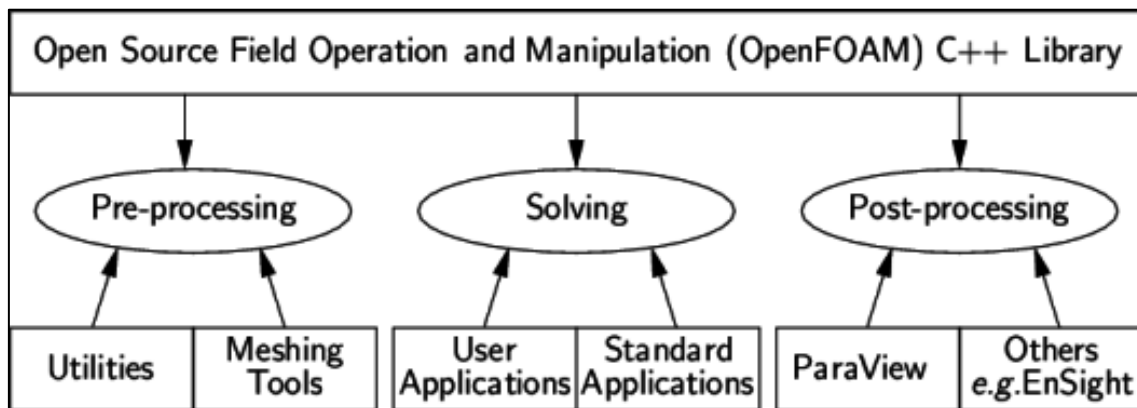 Open Source Field Operation and Manipulation (OpenFOAM) C++ Library
Pre-processing
Solving
Post-processing
Utilities
Meshing
Tools
User
Applications
Standard
Applications
ParaView
Others
e.g.EnSight